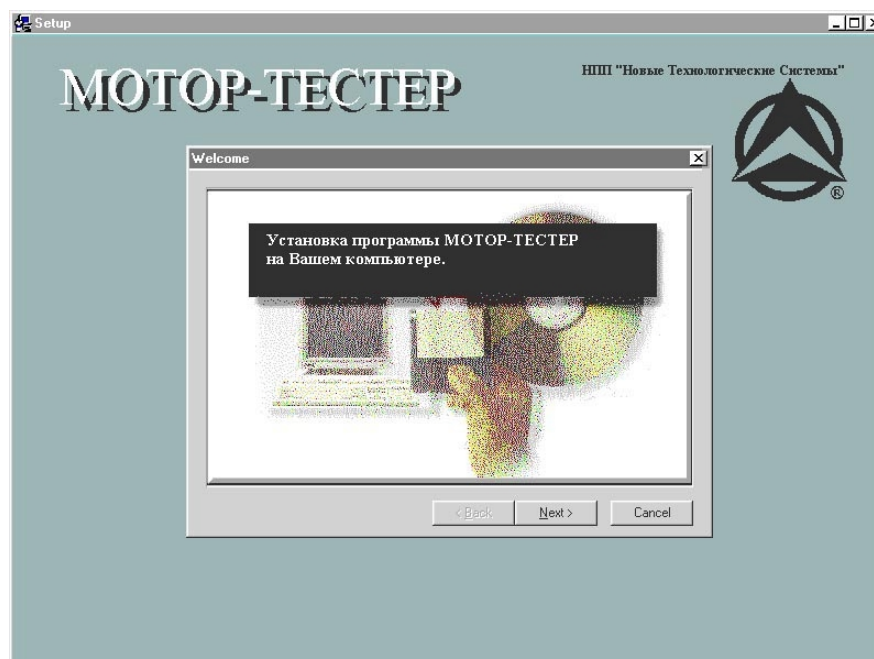 Setup
МОТОР-ТЕСТЕР
НПП "Новые Технологические Системы"
®
Welcome
Установка программы МОТОР-ТЕСТЕР
на Вашем компьютере.
< Back
Next >
Cancel